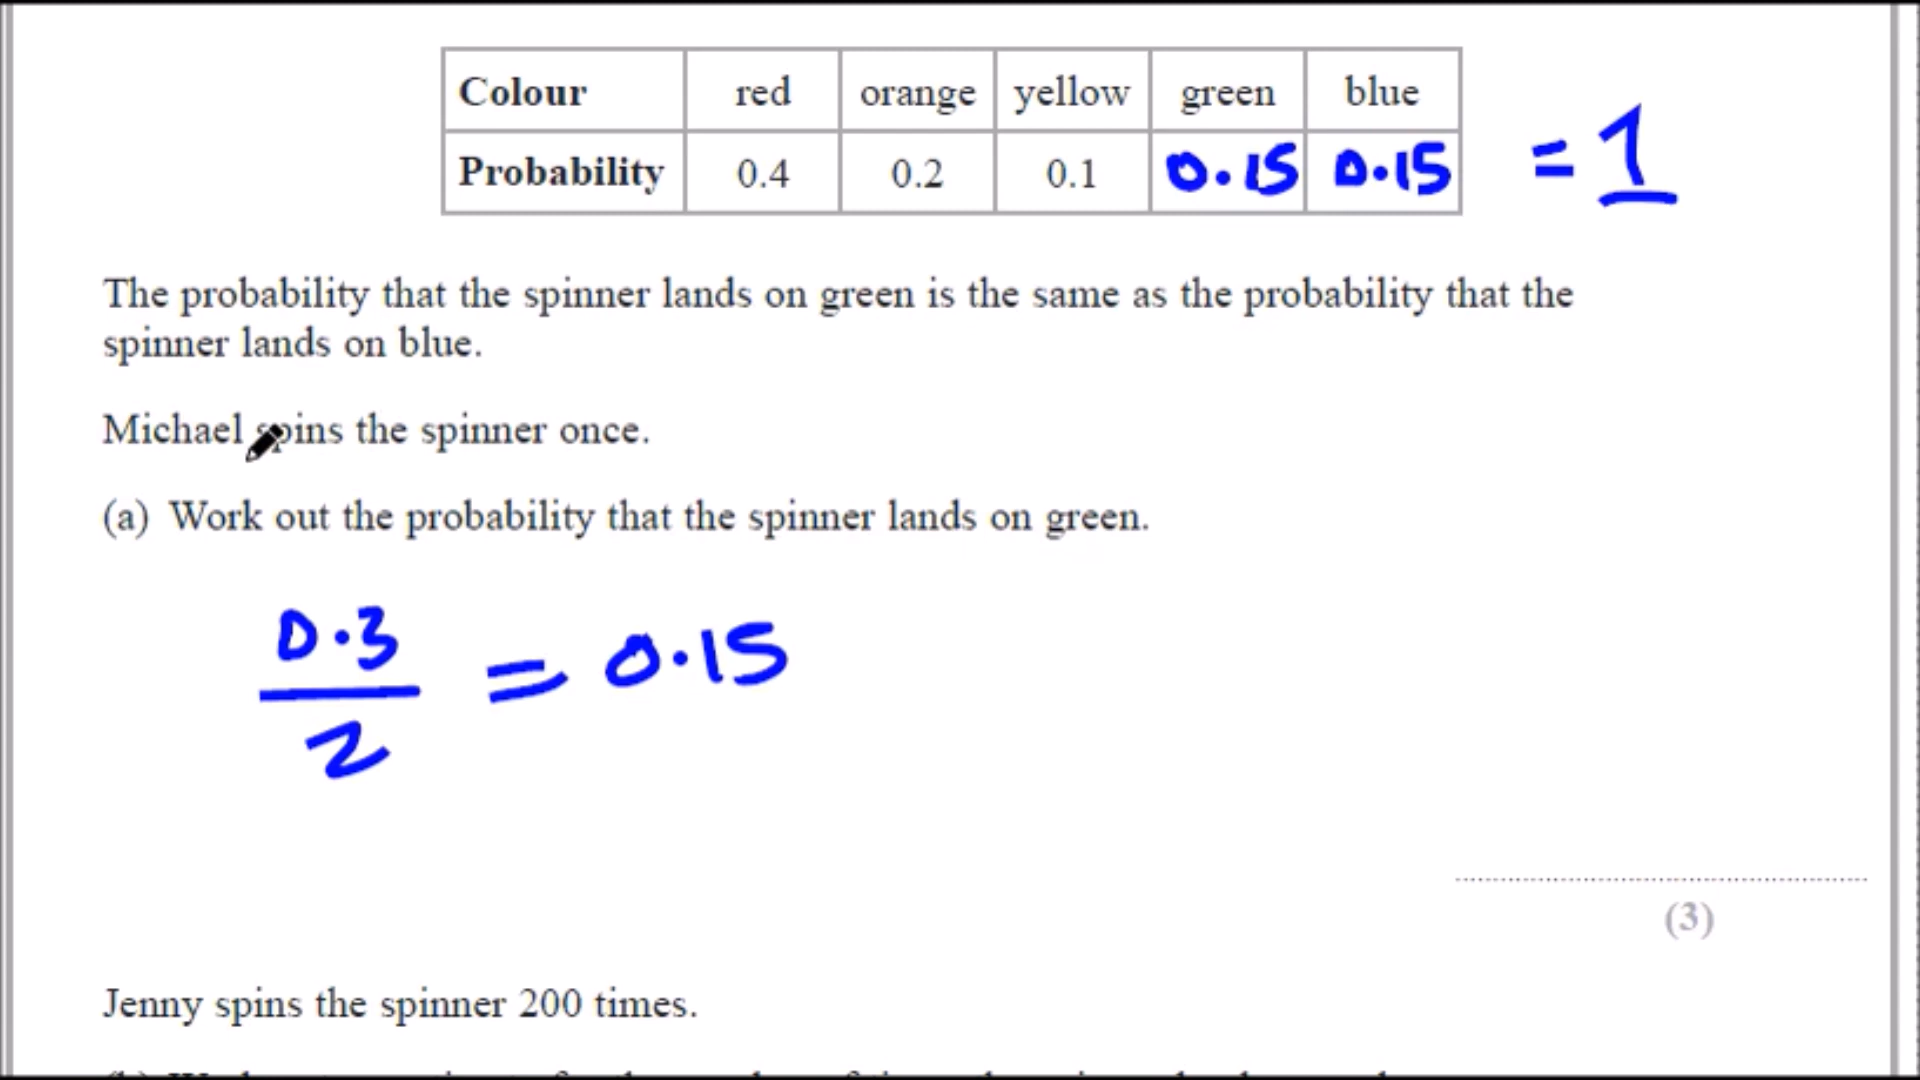 Colour red orange yellow green blue
Probability 0.4 0.2 0.1 0.15 0.15 = 1
The probability that the spinner lands on green is the same as the probability that the
spinner lands on blue.
Michael spins the spinner once.
(a) Work out the probability that the spinner lands on green.
0.3
= 0.15
2
(3)
Jenny spins the spinner 200 times.